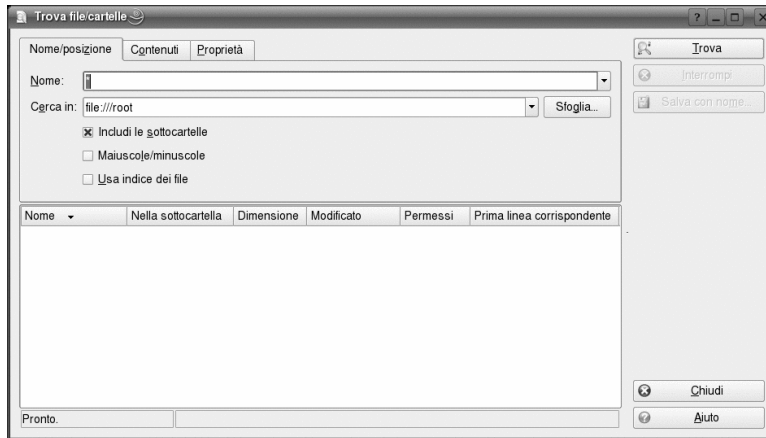 Trova file/cartelle
Nome/posizione Contenuti Proprietà
Nome:
Cerca in: file:///root Sfoglia...
Includi le sottocartelle
Maiuscole/minuscole
Usa indice dei file
Trova
Interrompi
Salva con nome...
Nome Nella sottocartella Dimensione Modificato Permessi Prima linea corrispondente
Chiudi
Aiuto
Pronto.